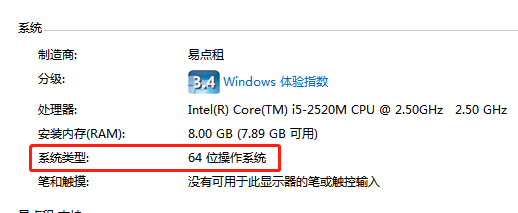 系统
制造商: 易点租
分级: 3.4 Windows 体验指数
处理器: Intel(R) Core(TM) i5-2520M CPU @ 2.50GHz 2.50 GHz
安装内存(RAM): 8.00 GB (7.89 GB 可用)
系统类型: 64 位操作系统
笔和触摸: 没有可用于此显示器的笔或触控输入